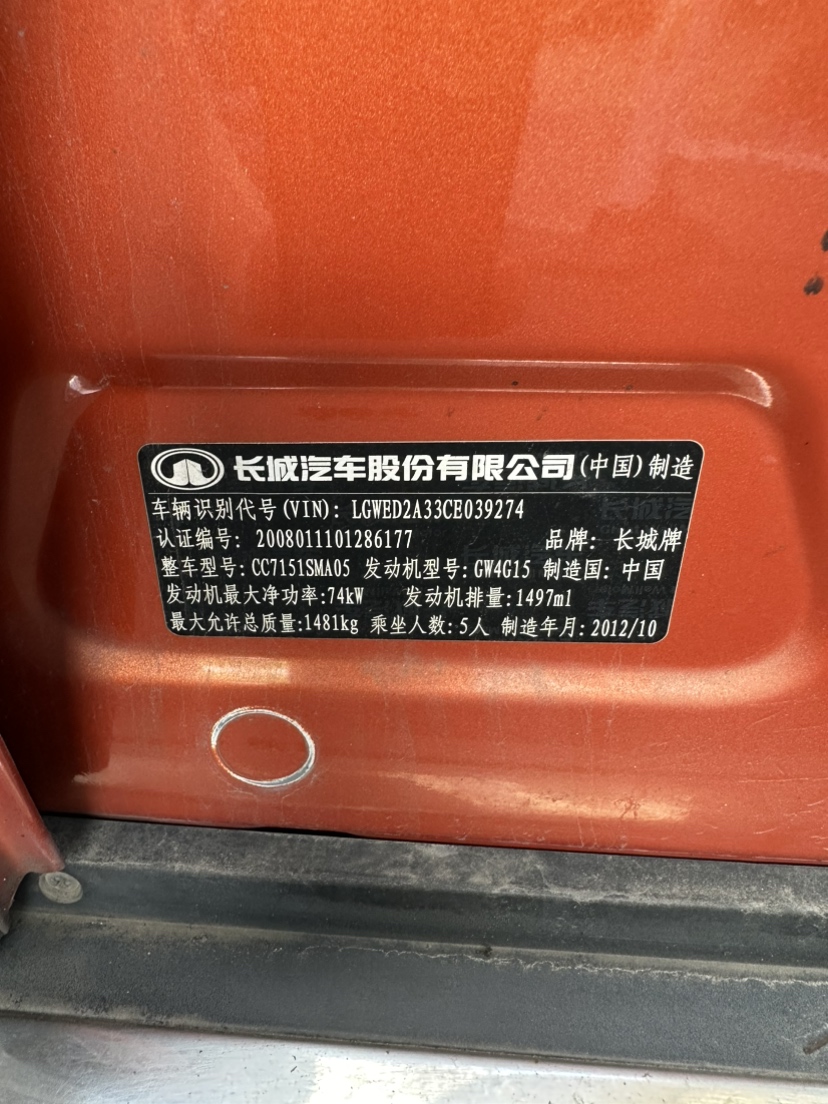 长城汽车股份有限公司(中国)制造
车辆识别代号(VIN): LGWED2A33CE039274
认证编号: 2008011101286177 品牌: 长城牌
整车型号:CC7151SMA05 发动机型号:GW4G15 制造国: 中国
发动机最大净功率:74kW 发动机排量:1497ml
最大允许总质量:1481kg 乘坐人数:5人 制造年月:2012/10